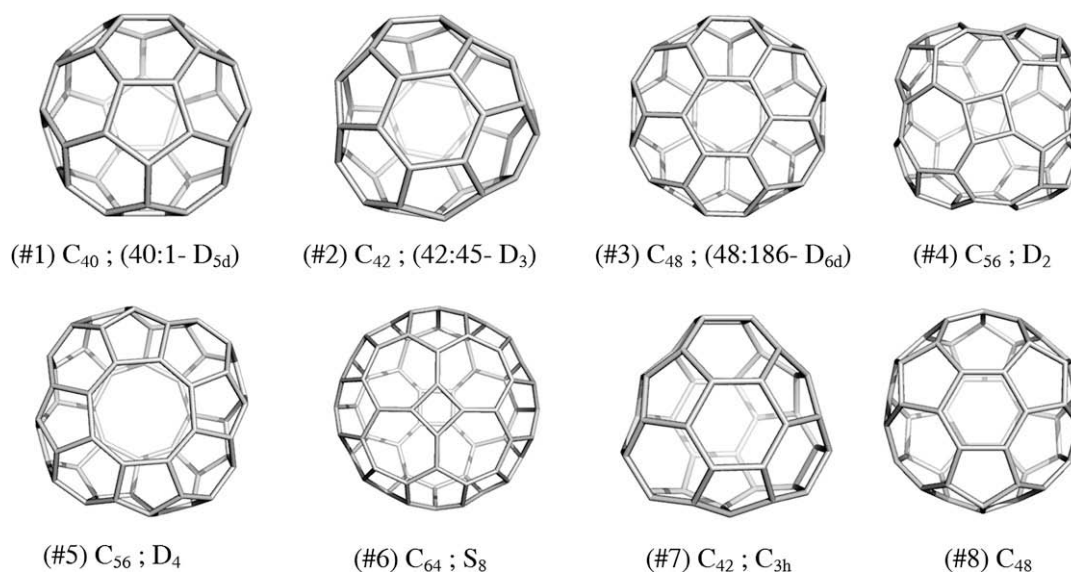 (#1) C₄₀ ; (40:1- D₅d) (#2) C₄₂ ; (42:45- D₃) (#3) C₄₈ ; (48:186- D₆d) (#4) C₅₆ ; D₂
(#5) C₅₆ ; D₄ (#6) C₆₄ ; S₈ (#7) C₄₂ ; C₃h (#8) C₄₈